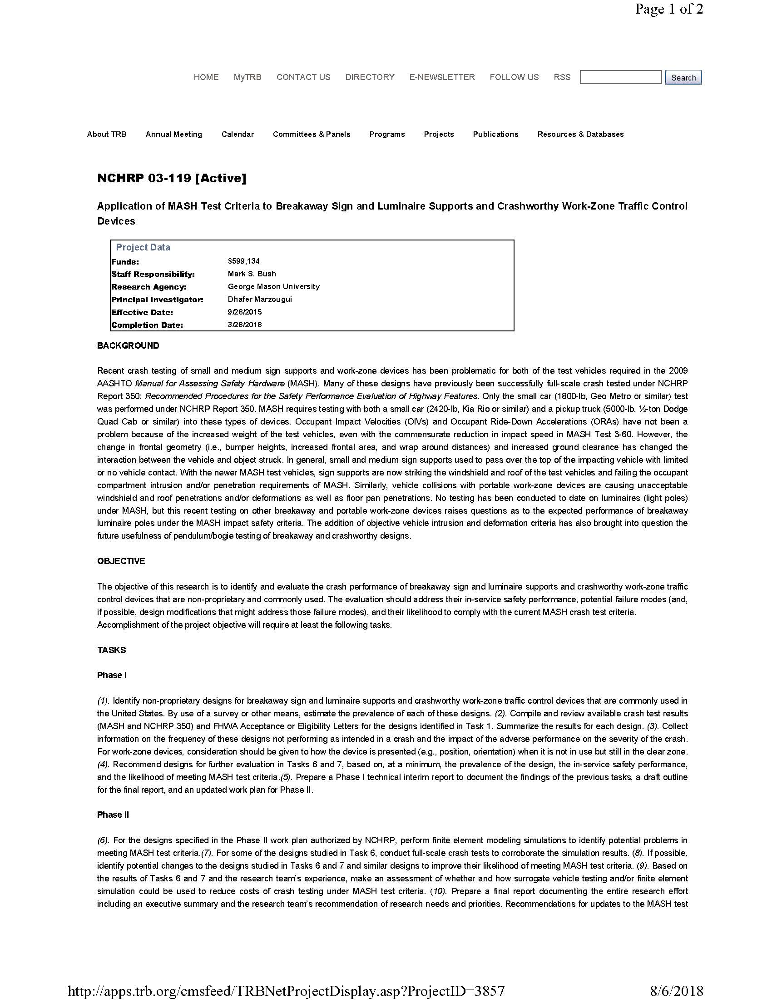 Page 1 of 2
HOME MyTRB CONTACT US DIRECTORY E-NEWSLETTER FOLLOW US RSS Search
About TRB Annual Meeting Calendar Committees & Panels Programs Projects Publications Resources & Databases
NCHRP 03-119 [Active]
Application of MASH Test Criteria to Breakaway Sign and Luminaire Supports and Crashworthy Work-Zone Traffic Control
Devices
Project Data
Funds: $599,134
Staff Responsibility: Mark S. Bush
Research Agency: George Mason University
Principal Investigator: Dhafer Marzougui
Effective Date: 9/28/2015
Completion Date: 3/28/2018
BACKGROUND
Recent crash testing of small and medium sign supports and work-zone devices has been problematic for both of the test vehicles required in the 2009
AASHTO Manual for Assessing Safety Hardware (MASH). Many of these designs have previously been successfully full-scale crash tested under NCHRP
Report 350: Recommended Procedures for the Safety Performance Evaluation of Highway Features. Only the small car (1800-lb, Geo Metro or similar) test
was performed under NCHRP Report 350. MASH requires testing with both a small car (2420-lb, Kia Rio or similar) and a pickup truck (5000-lb, ½-ton Dodge
Quad Cab or similar) into these types of devices. Occupant Impact Velocities (OIVs) and Occupant Ride-Down Accelerations (ORAs) have not been a
problem because of the increased weight of the test vehicles, even with the commensurate reduction in impact speed in MASH Test 3-60. However, the
change in frontal geometry (i.e., bumper heights, increased frontal area, and wrap around distances) and increased ground clearance has changed the
interaction between the vehicle and object struck. In general, small and medium sign supports used to pass over the top of the impacting vehicle with limited
or no vehicle contact. With the newer MASH test vehicles, sign supports are now striking the windshield and roof of the test vehicles and failing the occupant
compartment intrusion and/or penetration requirements of MASH. Similarly, vehicle collisions with portable work-zone devices are causing unacceptable
windshield and roof penetrations and/or deformations as well as floor pan penetrations. No testing has been conducted to date on luminaires (light poles)
under MASH, but this recent testing on other breakaway and portable work-zone devices raises questions as to the expected performance of breakaway
luminaire poles under the MASH impact safety criteria. The addition of objective vehicle intrusion and deformation criteria has also brought into question the
future usefulness of pendulum/bogie testing of breakaway and crashworthy designs.
OBJECTIVE
The objective of this research is to identify and evaluate the crash performance of breakaway sign and luminaire supports and crashworthy work-zone traffic
control devices that are non-proprietary and commonly used. The evaluation should address their in-service safety performance, potential failure modes (and,
if possible, design modifications that might address those failure modes), and their likelihood to comply with the current MASH crash test criteria.
Accomplishment of the project objective will require at least the following tasks.
TASKS
Phase I
(1). Identify non-proprietary designs for breakaway sign and luminaire supports and crashworthy work-zone traffic control devices that are commonly used in
the United States. By use of a survey or other means, estimate the prevalence of each of these designs. (2). Compile and review available crash test results
(MASH and NCHRP 350) and FHWA Acceptance or Eligibility Letters for the designs identified in Task 1. Summarize the results for each design. (3). Collect
information on the frequency of these designs not performing as intended in a crash and the impact of the adverse performance on the severity of the crash.
For work-zone devices, consideration should be given to how the device is presented (e.g., position, orientation) when it is not in use but still in the clear zone.
(4). Recommend designs for further evaluation in Tasks 6 and 7, based on, at a minimum, the prevalence of the design, the in-service safety performance,
and the likelihood of meeting MASH test criteria.(5). Prepare a Phase I technical interim report to document the findings of the previous tasks, a draft outline
for the final report, and an updated work plan for Phase II.
Phase II
(6). For the designs specified in the Phase II work plan authorized by NCHRP, perform finite element modeling simulations to identify potential problems in
meeting MASH test criteria.(7). For some of the designs studied in Task 6, conduct full-scale crash tests to corroborate the simulation results. (8). If possible,
identify potential changes to the designs studied in Tasks 6 and 7 and similar designs to improve their likelihood of meeting MASH test criteria. (9). Based on
the results of Tasks 6 and 7 and the research team's experience, make an assessment of whether and how surrogate vehicle testing and/or finite element
simulation could be used to reduce costs of crash testing under MASH test criteria. (10). Prepare a final report documenting the entire research effort
including an executive summary and the research team's recommendation of research needs and priorities. Recommendations for updates to the MASH test
http://apps.trb.org/cmsfeed/TRBNetProjectDisplay.asp?ProjectID=3857 8/6/2018